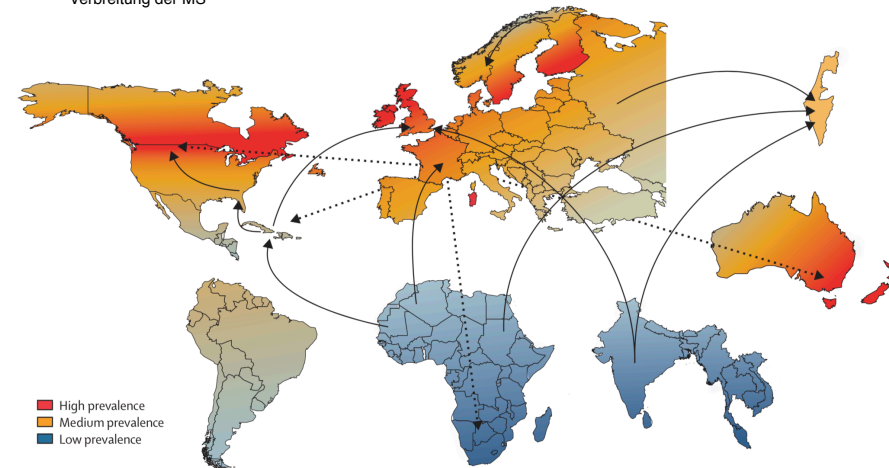 Verbreitung der MS
High prevalence
Medium prevalence
Low prevalence